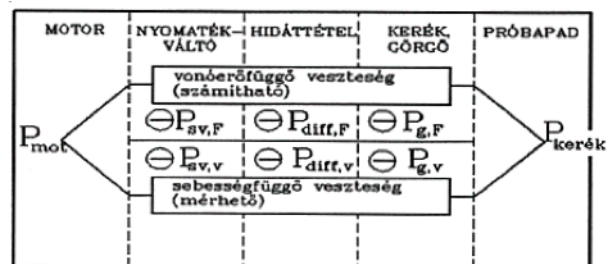 MOTOR NYOMATÉK– HIDÁTTÉTEL KERÉK, PRÓBAPAD
VÁLTÓ GÖRGŐ
vonóerőfüggő veszteség
(számítható)
⊖P_sv,F ⊖P_diff,F ⊖P_g,F
P_mot P_kerék
⊖P_sv,v ⊖P_diff,v ⊖P_g,v
sebességfüggő veszteség
(mérhető)